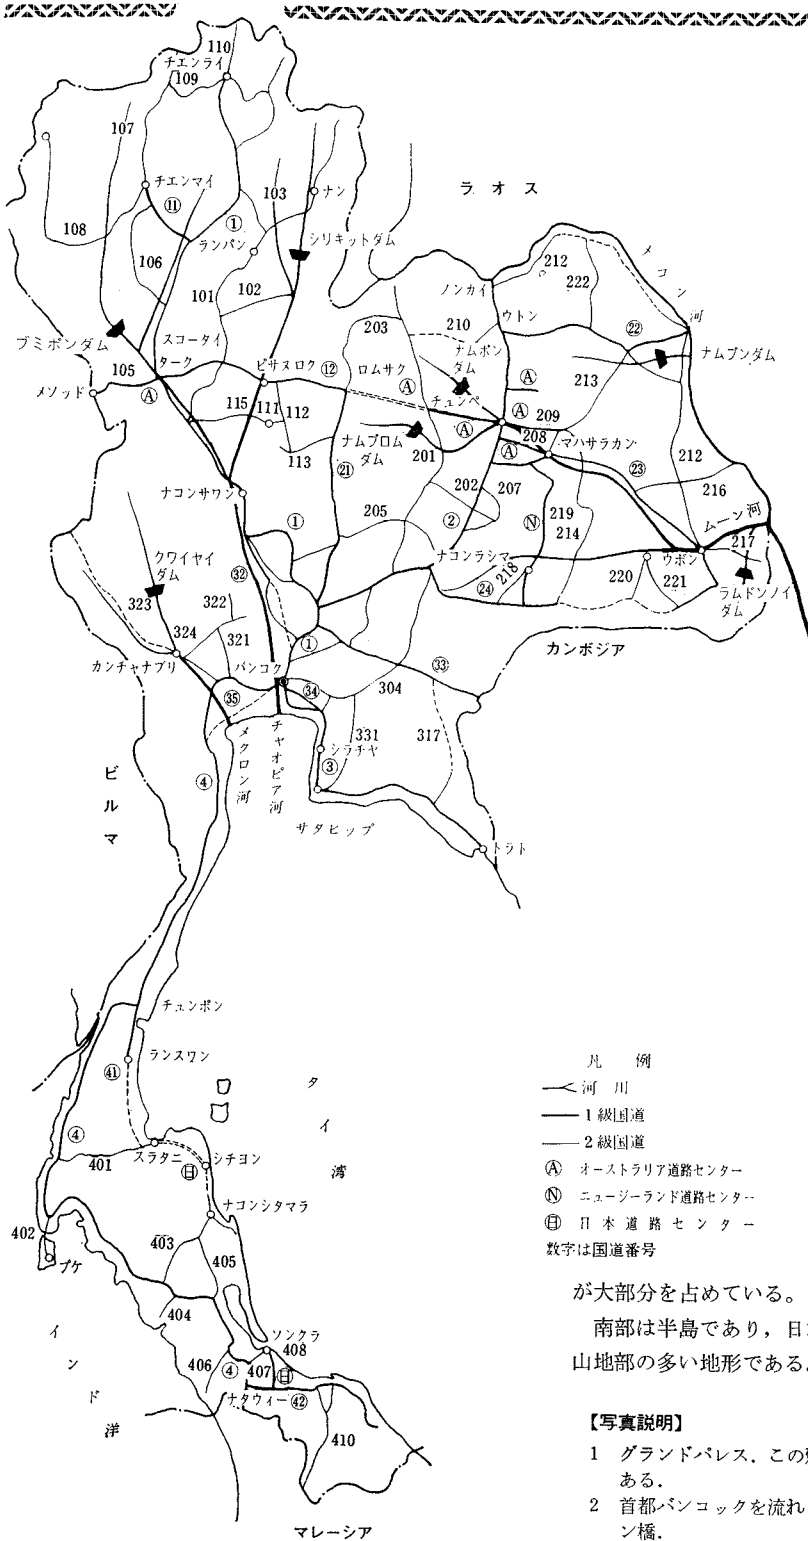 110
チエンライ
109
107
チエンマイ
103
ナン
ラオス
⑪
①
108
ランパン
シリキットダム
メコン河
106
212
222
ノンカイ
101
102
ウトン
203
210
㉒
ブミポンダム
スコータイ
ナムポンダム
ナムプンダム
105
ターク
ピサヌロク
⑫
ロムサク
Ⓐ
213
メソッド
Ⓐ
チュンペ
Ⓐ
209
115
111
112
Ⓐ
208
マハサラカン
ナムプロムダム
201
Ⓐ
113
㉑
㉓
212
202
207
216
ナコンサワン
219
ムーン河
①
205
②
Ⓝ
214
クワイヤイダム
ナコンラシマ
217
㉜
㉔
218
ウボン
220
221
323
322
ラムドンノイダム
324
321
①
カンボジア
カンチャナブリ
バンコク
㉝
㉟
㉞
304
331
317
メクロン河
チャオピア河
シラチャ
ビルマ
④
③
サタヒップ
トラト
チュンポン
ランスワン
凡例
タイ湾
河川
㊶
1級国道
2級国道
④
Ⓐ オーストラリア道路センター
401
スラタニ
シチヨン
Ⓝ ニュージーランド道路センター
㊐
㊐ 日本道路センター
ナコンシタマラ
数字は国道番号
402
403
プケ
405
が大部分を占めている。
404
南部は半島であり，日
ソンクラ
インド洋
408
山地部の多い地形である
406
④
407
㊐
ナタウィー
㊷
【写真説明】
410
1 グランドパレス．この
ある．
2 首都バンコックを流れ
ン橋．
マレーシア